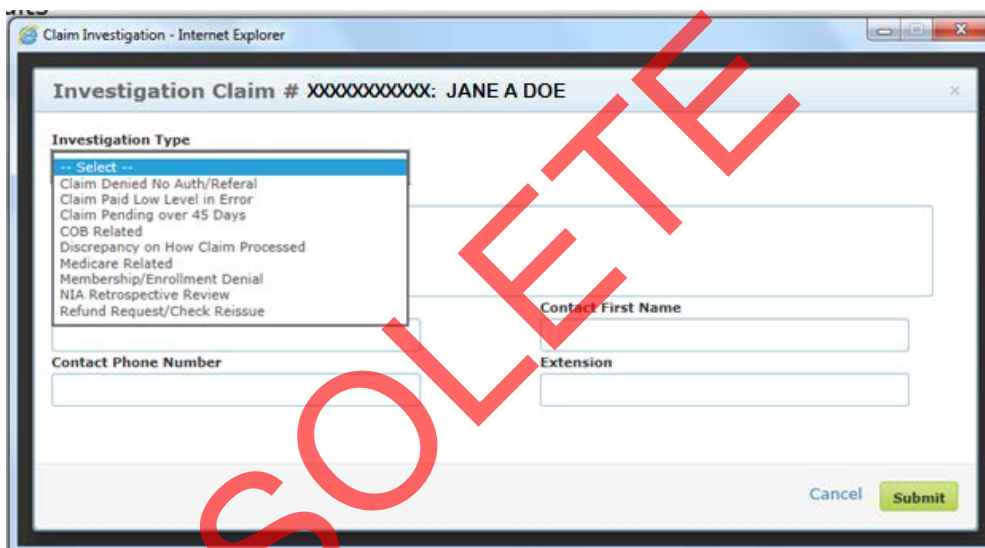 Claim Investigation - Internet Explorer
Investigation Claim # XXXXXXXXXXX: JANE A DOE
Investigation Type
-- Select --
Claim Denied No Auth/Referal
Claim Paid Low Level in Error
Claim Pending over 45 Days
COB Related
Discrepancy on How Claim Processed
Medicare Related
Membership/Enrollment Denial
NIA Retrospective Review
Refund Request/Check Reissue
Contact First Name
Contact Phone Number
Extension
Cancel
Submit
SOLETE